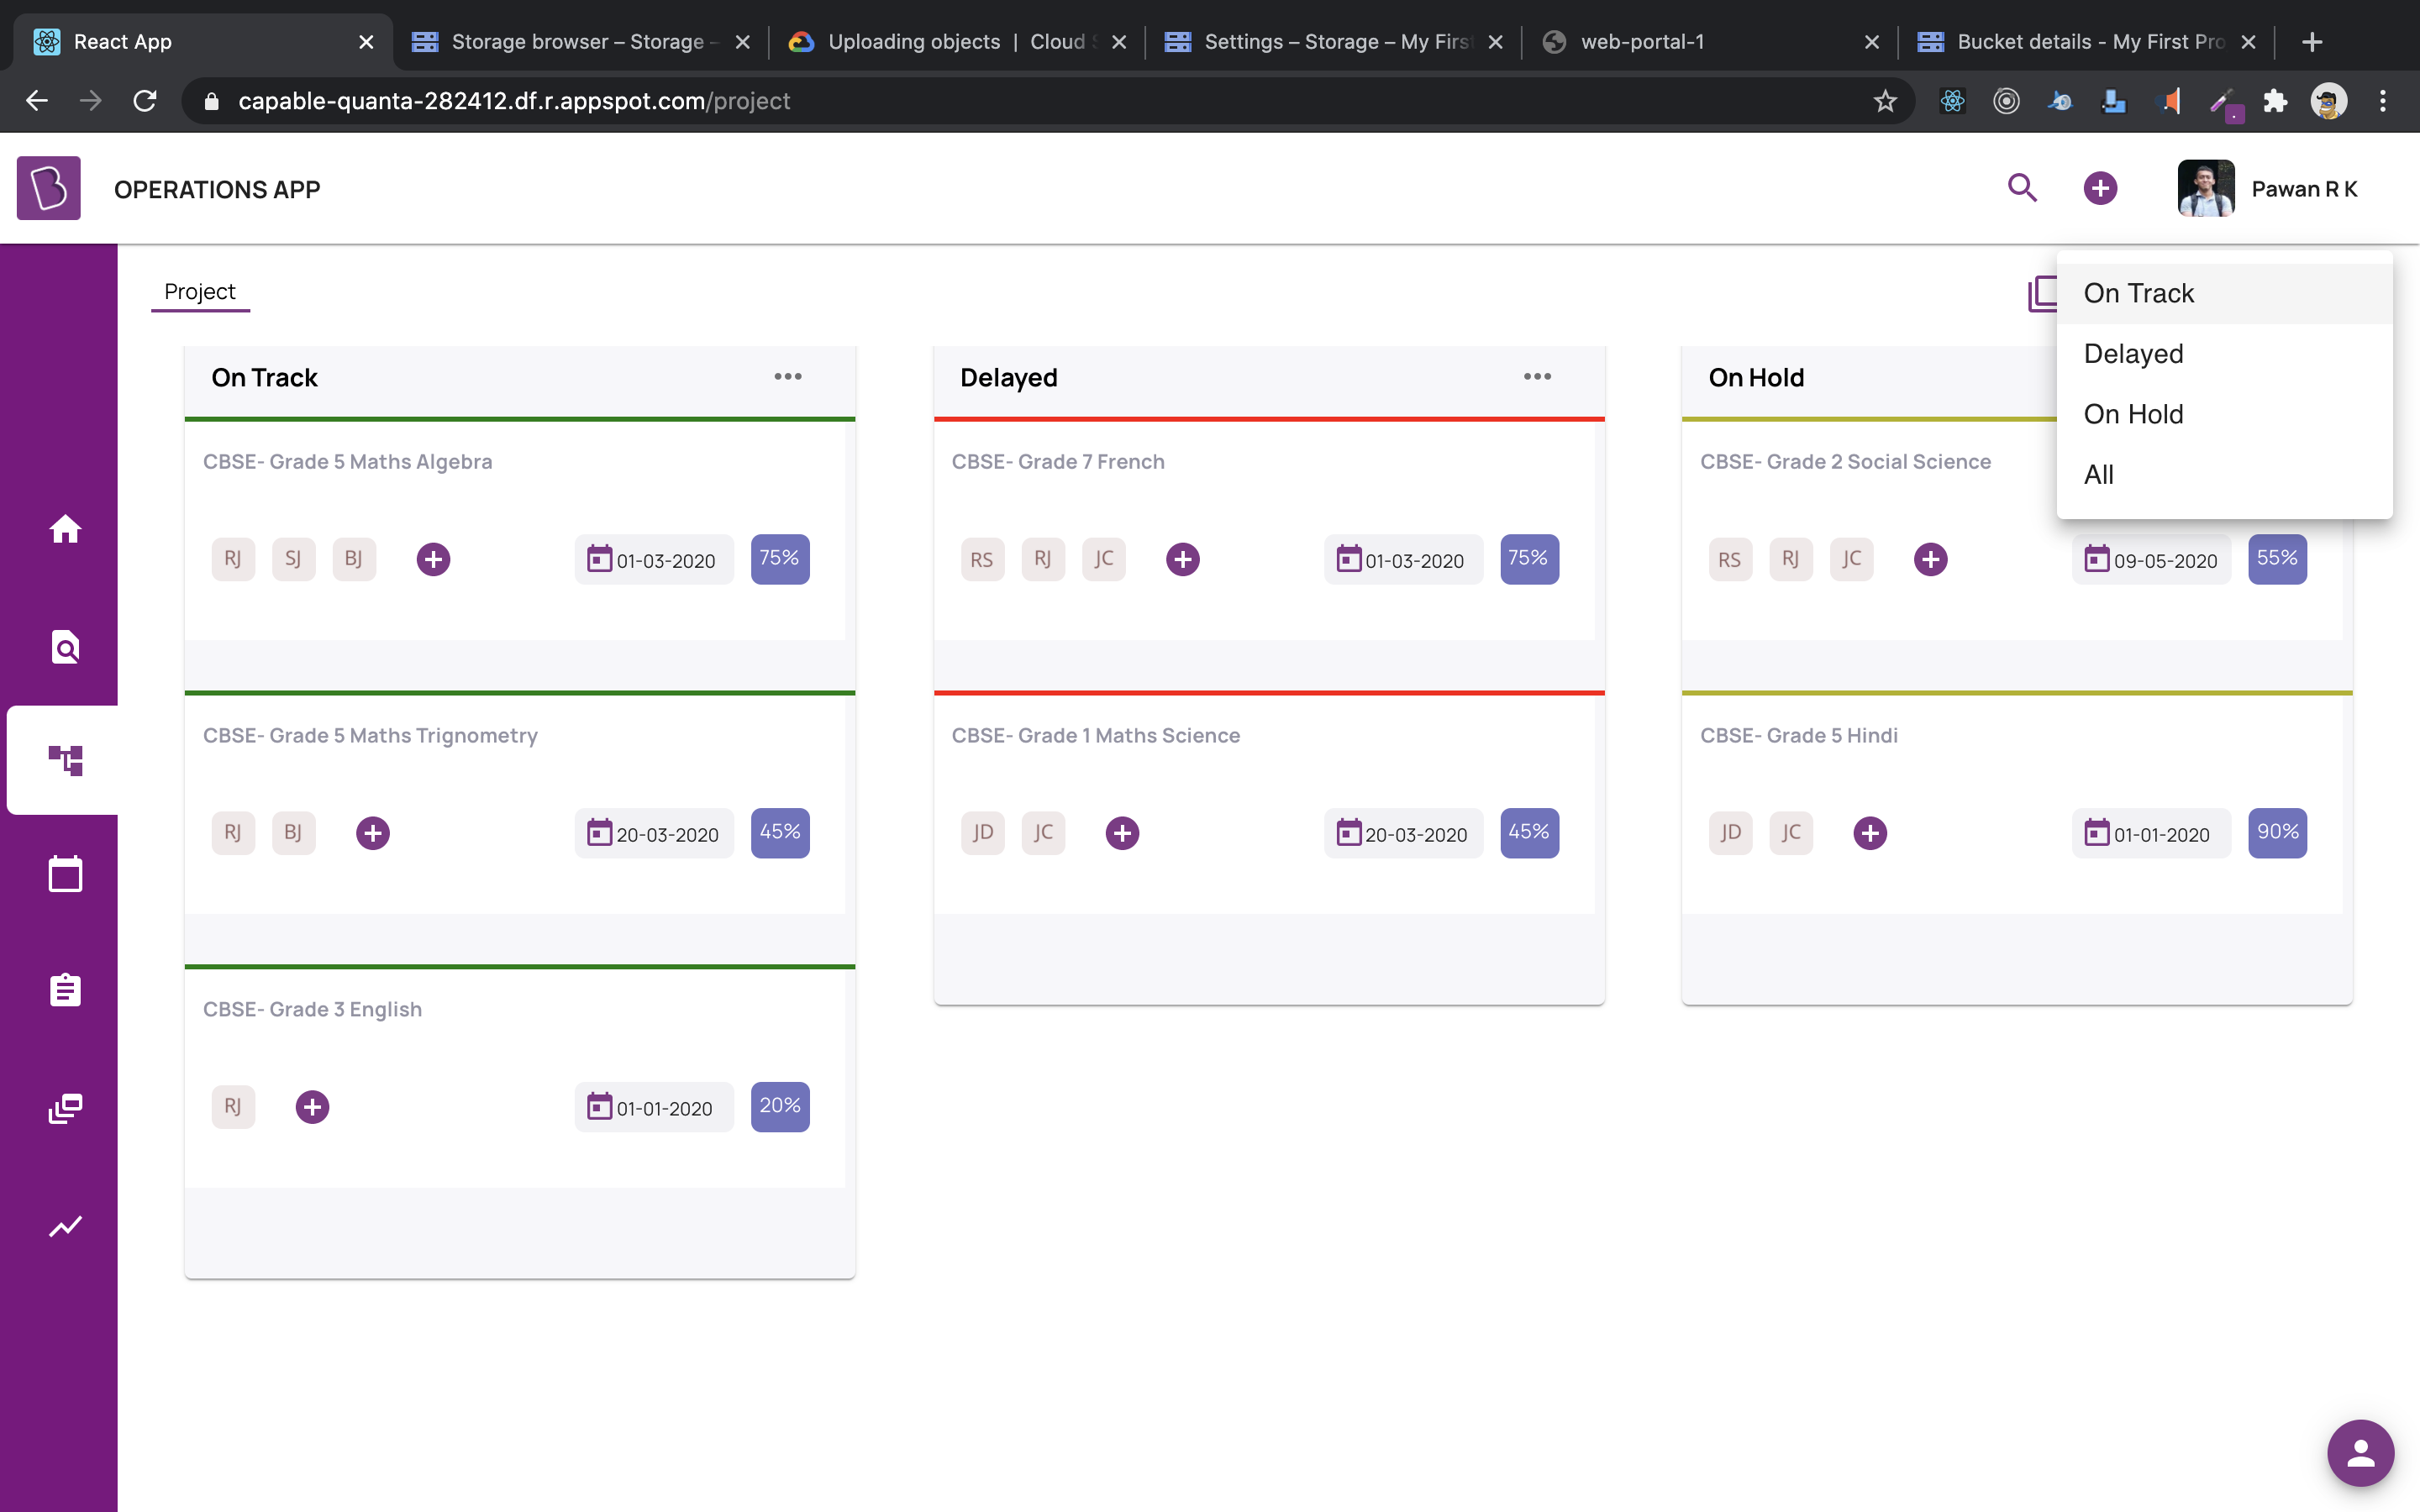 React App
Storage browser – Storage –
Uploading objects | Cloud S
Settings – Storage – My First
web-portal-1
Bucket details - My First Pro
capable-quanta-282412.df.r.appspot.com/project
B
OPERATIONS APP
Pawan R K
Project
On Track
Delayed
On Hold
All
On Track
CBSE- Grade 5 Maths Algebra
RJ SJ BJ 01-03-2020 75%
CBSE- Grade 5 Maths Trignometry
RJ BJ 20-03-2020 45%
CBSE- Grade 3 English
RJ 01-01-2020 20%
Delayed
CBSE- Grade 7 French
RS RJ JC 01-03-2020 75%
CBSE- Grade 1 Maths Science
JD JC 20-03-2020 45%
On Hold
CBSE- Grade 2 Social Science
RS RJ JC 09-05-2020 55%
CBSE- Grade 5 Hindi
JD JC 01-01-2020 90%